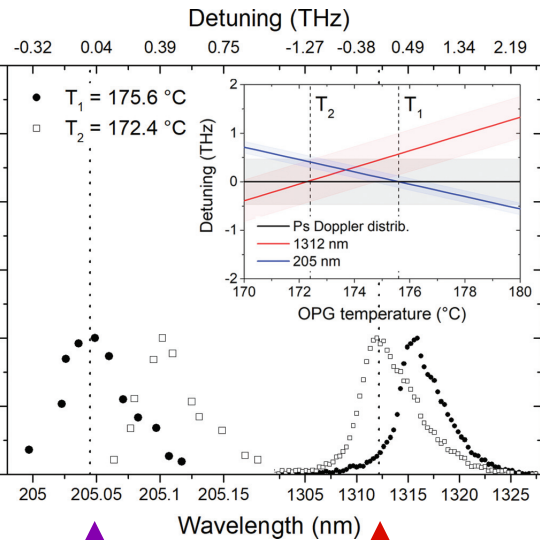 Detuning (THz)
-0.32 0.04 0.39 0.75 -1.27 -0.38 0.49 1.34 2.19
T₁ = 175.6 °C
T₂ = 172.4 °C
T₂ T₁
2
1
0
-1
-2
Detuning (THz)
Ps Doppler distrib.
1312 nm
205 nm
170 172 174 176 178 180
OPG temperature (°C)
205 205.05 205.1 205.15 1305 1310 1315 1320 1325
Wavelength (nm)